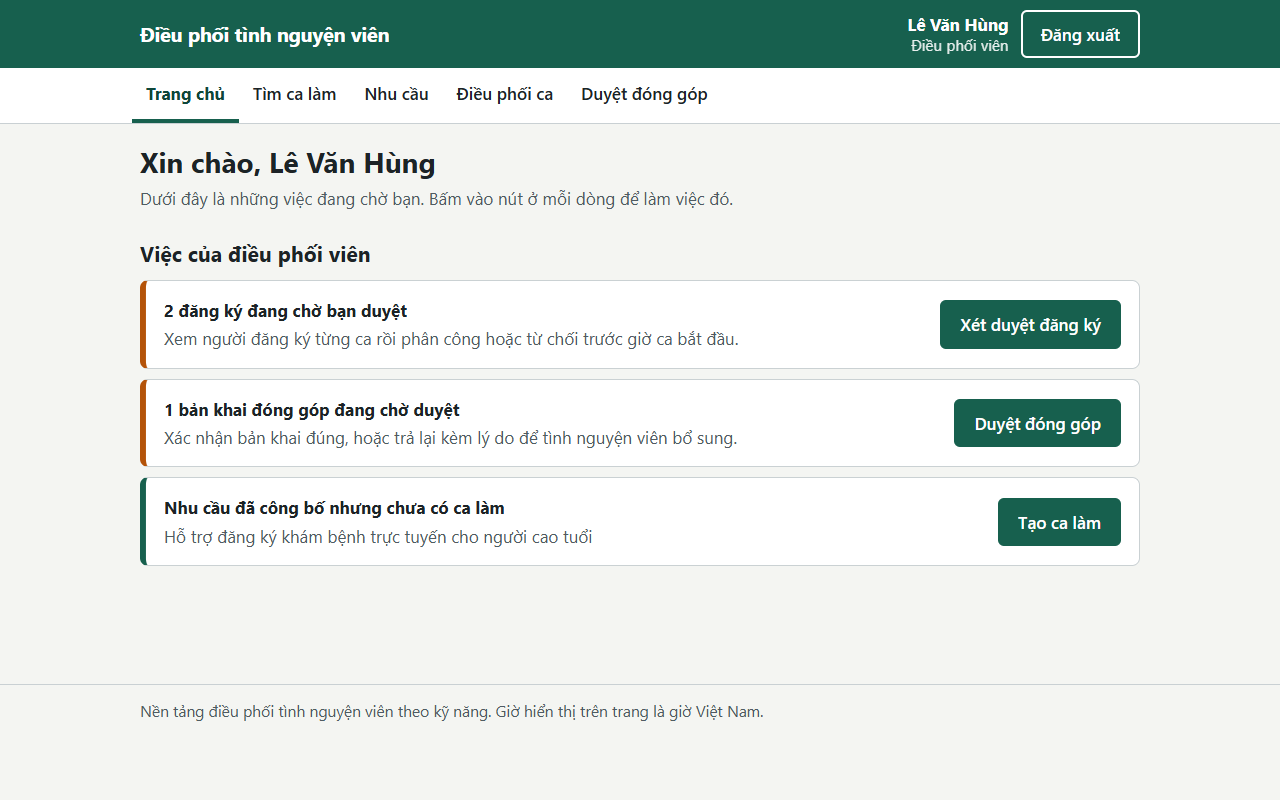 Điều phối tình nguyện viên
Lê Văn Hùng
Điều phối viên
Đăng xuất
Trang chủ
Tìm ca làm
Nhu cầu
Điều phối ca
Duyệt đóng góp
Xin chào, Lê Văn Hùng
Dưới đây là những việc đang chờ bạn. Bấm vào nút ở mỗi dòng để làm việc đó.
Việc của điều phối viên
2 đăng ký đang chờ bạn duyệt
Xem người đăng ký từng ca rồi phân công hoặc từ chối trước giờ ca bắt đầu.
Xét duyệt đăng ký
1 bản khai đóng góp đang chờ duyệt
Xác nhận bản khai đúng, hoặc trả lại kèm lý do để tình nguyện viên bổ sung.
Duyệt đóng góp
Nhu cầu đã công bố nhưng chưa có ca làm
Hỗ trợ đăng ký khám bệnh trực tuyến cho người cao tuổi
Tạo ca làm
Nền tảng điều phối tình nguyện viên theo kỹ năng. Giờ hiển thị trên trang là giờ Việt Nam.